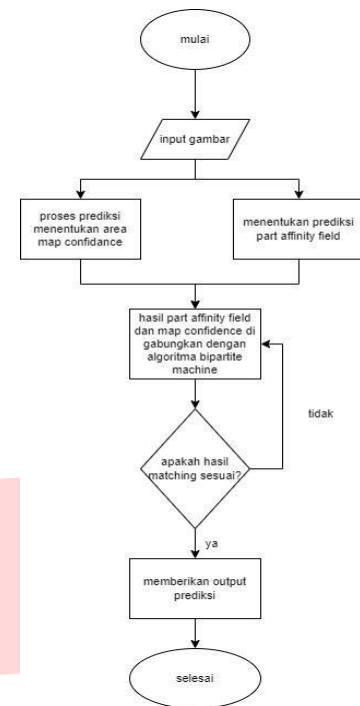 mulai
input gambar
proses prediksi
menentukan area
map confidance
menentukan prediksi
part affinity field
hasil part affinity field
dan map confidence di
gabungkan dengan
algoritma bipartite
machine
tidak
apakah hasil
matching sesuai?
ya
memberikan output
prediksi
selesai